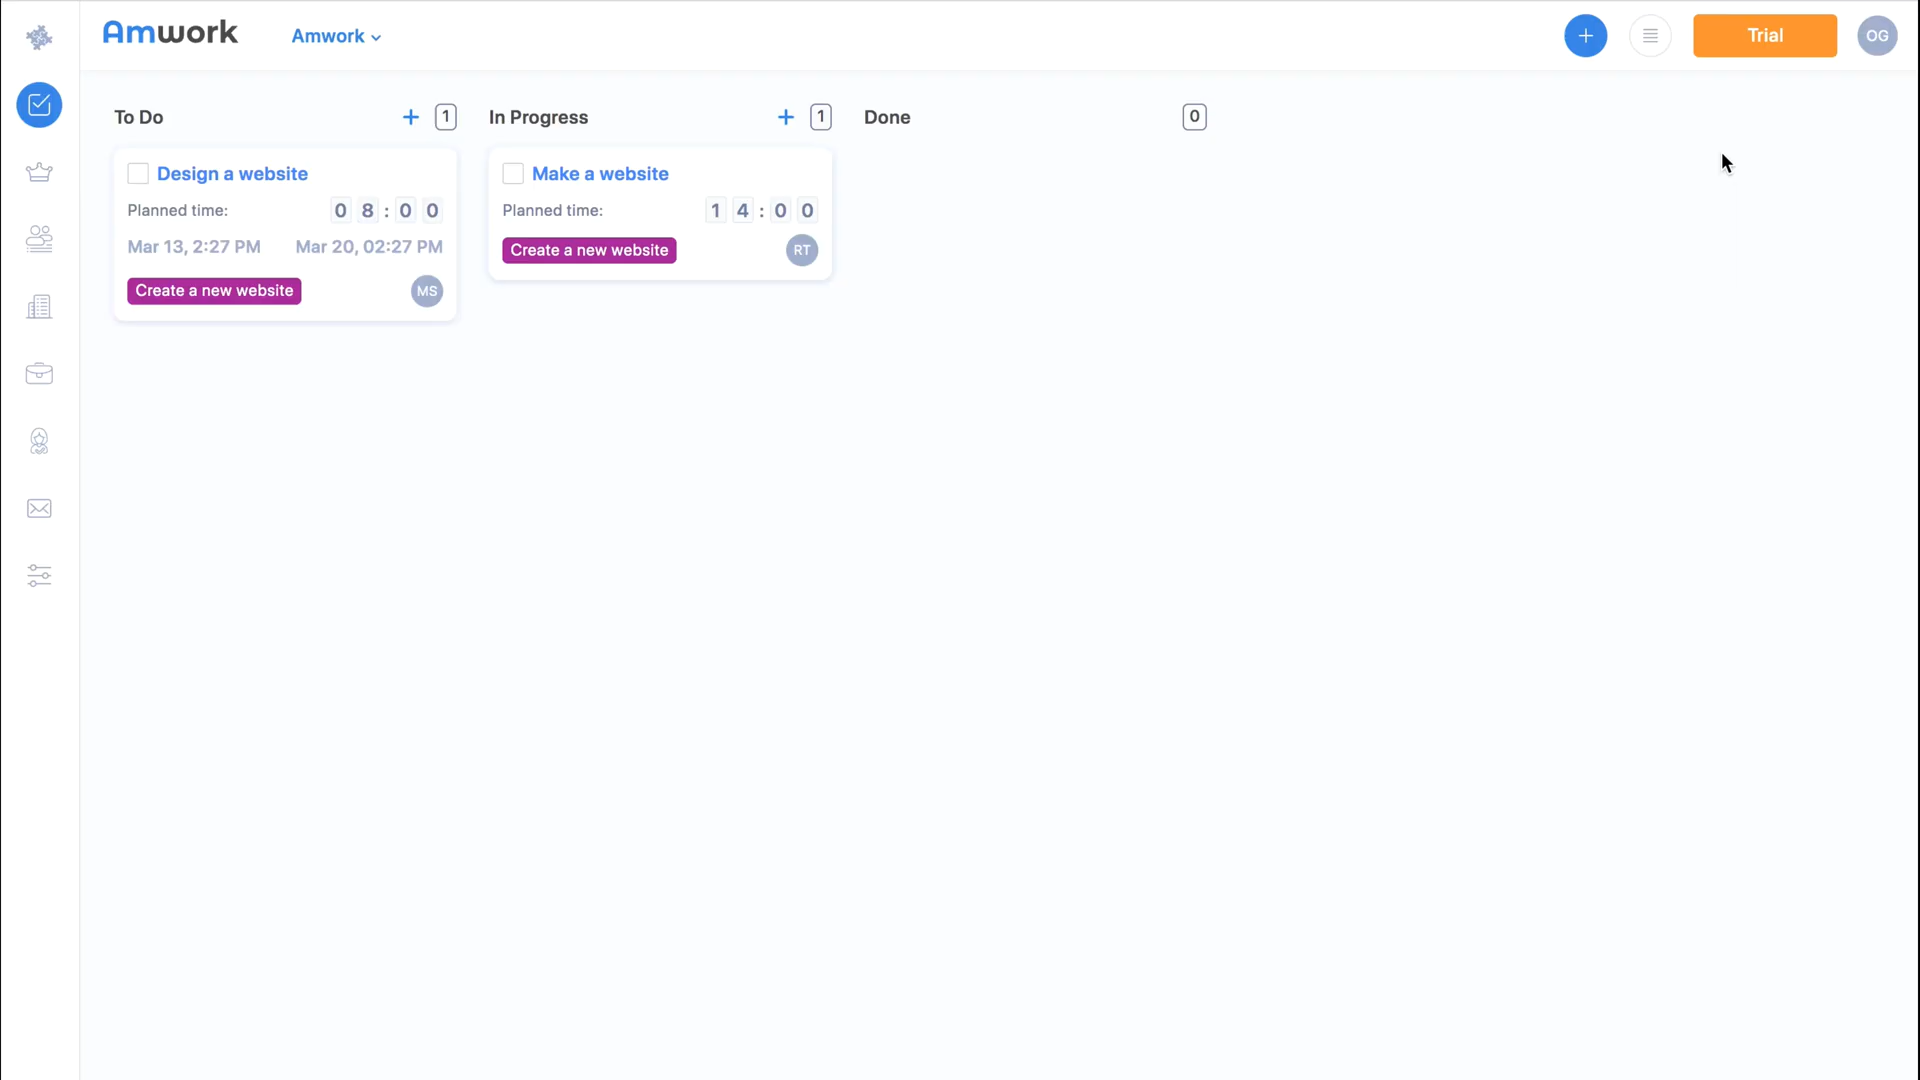 Amwork
Amwork
Trial
OG
To Do
+
1
In Progress
+
1
Done
0
Design a website
Planned time:
0 8 : 0 0
Mar 13, 2:27 PM
Mar 20, 02:27 PM
Create a new website
MS
Make a website
Planned time:
1 4 : 0 0
Create a new website
RT